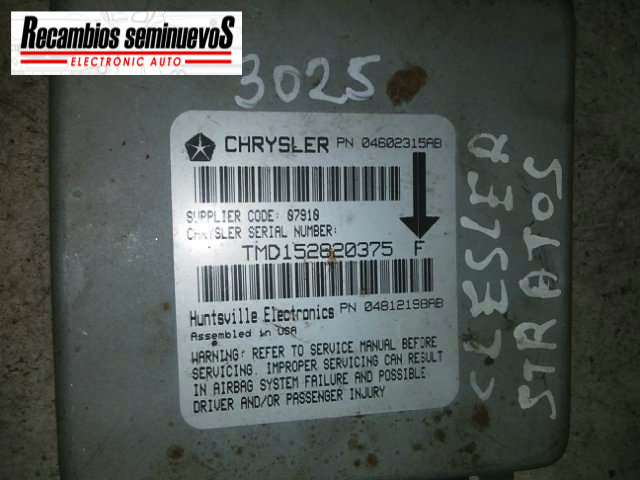 Recambios seminuevoS
ELECTRONIC AUTO
3025
CHRYSLER PN 04602315AB
SUPPLIER CODE: 07910
CHRYSLER SERIAL NUMBER:
TMD152820375 F
Huntsville Electronics PN 04812198AB
Assembled in USA
WARNING: REFER TO SERVICE MANUAL BEFORE
SERVICING. IMPROPER SERVICING CAN RESULT
IN AIRBAG SYSTEM FAILURE AND POSSIBLE
DRIVER AND/OR PASSENGER INJURY
CLESLER
STRATOS